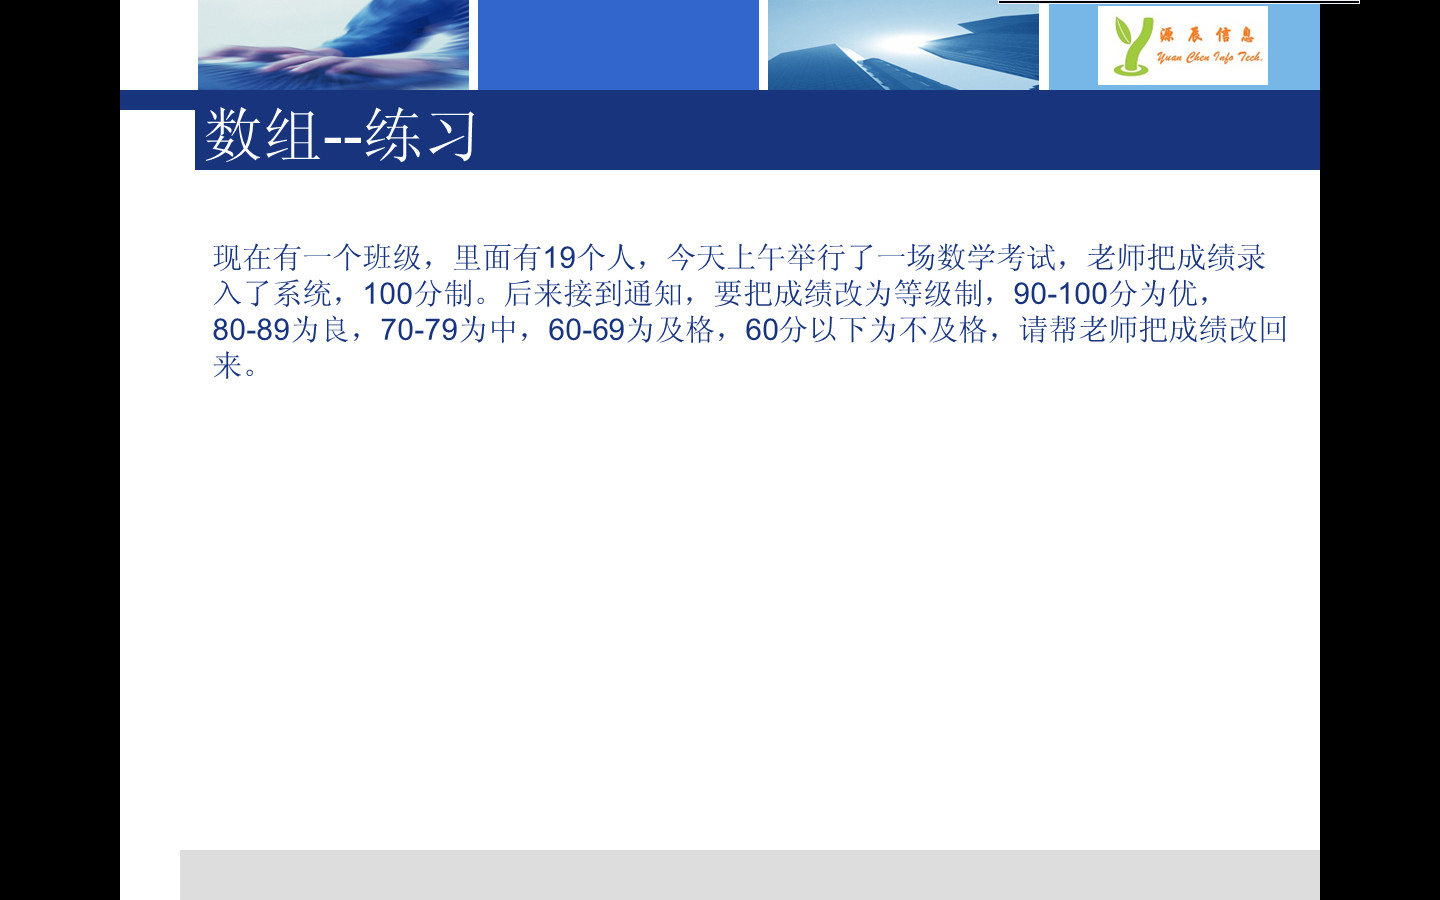 源辰信息
Yuan Chen Info Tech.
数组--练习
现在有一个班级，里面有19个人，今天上午举行了一场数学考试，老师把成绩录
入了系统，100分制。后来接到通知，要把成绩改为等级制，90-100分为优，
80-89为良，70-79为中，60-69为及格，60分以下为不及格，请帮老师把成绩改回
来。